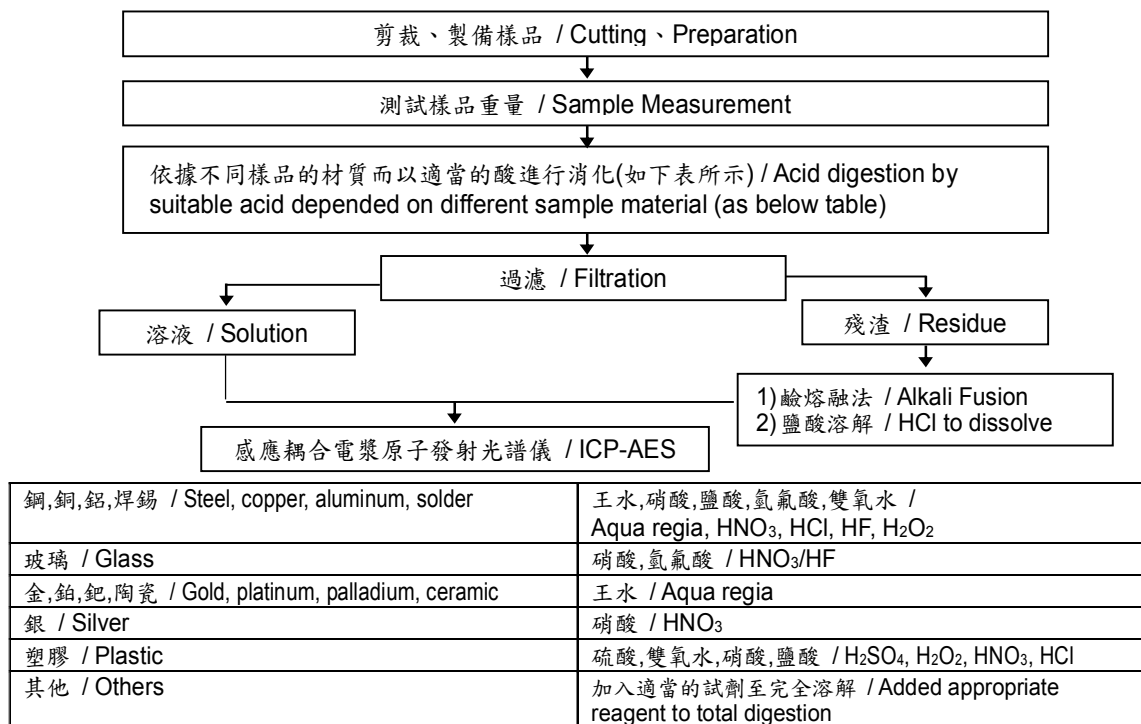 剪裁、製備樣品 / Cutting、Preparation
測試樣品重量 / Sample Measurement
依據不同樣品的材質而以適當的酸進行消化(如下表所示) / Acid digestion by
suitable acid depended on different sample material (as below table)
過濾 / Filtration
溶液 / Solution
殘渣 / Residue
1)鹼熔融法 / Alkali Fusion
2)鹽酸溶解 / HCl to dissolve
感應耦合電漿原子發射光譜儀 / ICP-AES
鋼,銅,鋁,焊錫 / Steel, copper, aluminum, solder
王水,硝酸,鹽酸,氫氟酸,雙氧水 /
Aqua regia, HNO₃, HCl, HF, H₂O₂
玻璃 / Glass
硝酸,氫氟酸 / HNO₃/HF
金,鉑,鈀,陶瓷 / Gold, platinum, palladium, ceramic
王水 / Aqua regia
銀 / Silver
硝酸 / HNO₃
塑膠 / Plastic
硫酸,雙氧水,硝酸,鹽酸 / H₂SO₄, H₂O₂, HNO₃, HCl
其他 / Others
加入適當的試劑至完全溶解 / Added appropriate
reagent to total digestion